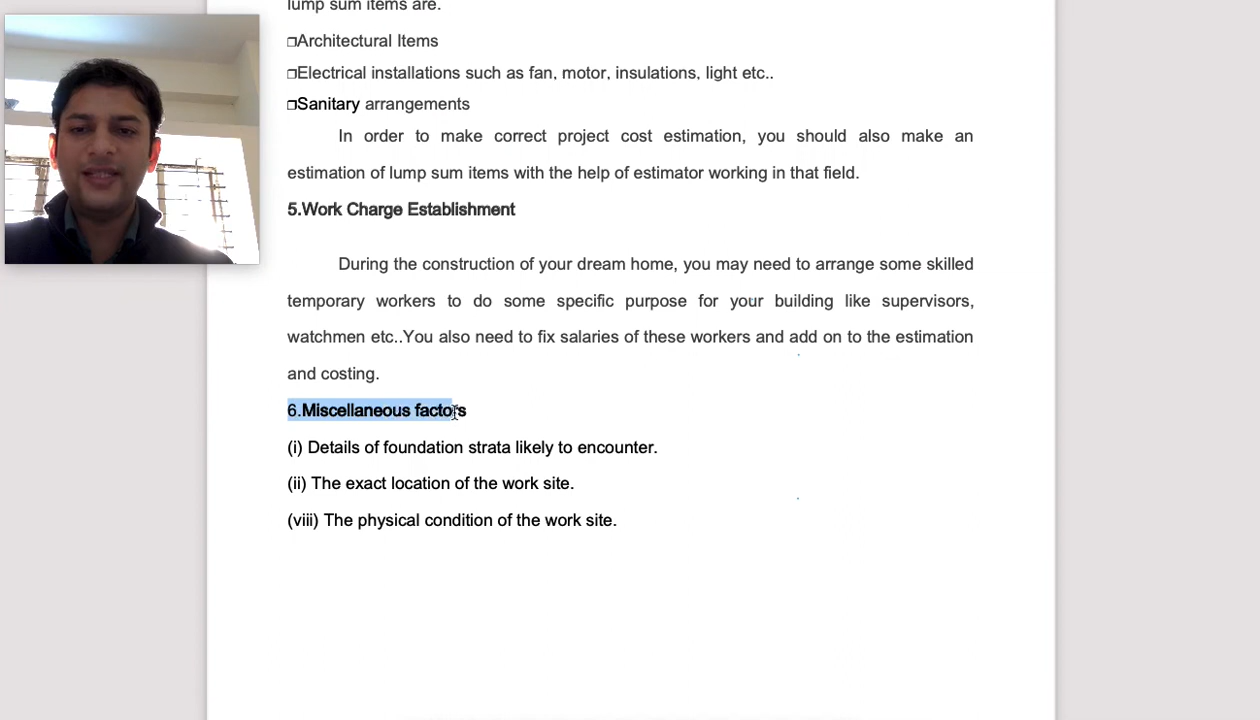 lump sum items are.
❒Architectural Items
❒Electrical installations such as fan, motor, insulations, light etc..
❒Sanitary arrangements
In order to make correct project cost estimation, you should also make an
estimation of lump sum items with the help of estimator working in that field.
5.Work Charge Establishment
During the construction of your dream home, you may need to arrange some skilled
temporary workers to do some specific purpose for your building like supervisors,
watchmen etc..You also need to fix salaries of these workers and add on to the estimation
and costing.
6.Miscellaneous factors
(i) Details of foundation strata likely to encounter.
(ii) The exact location of the work site.
(viii) The physical condition of the work site.